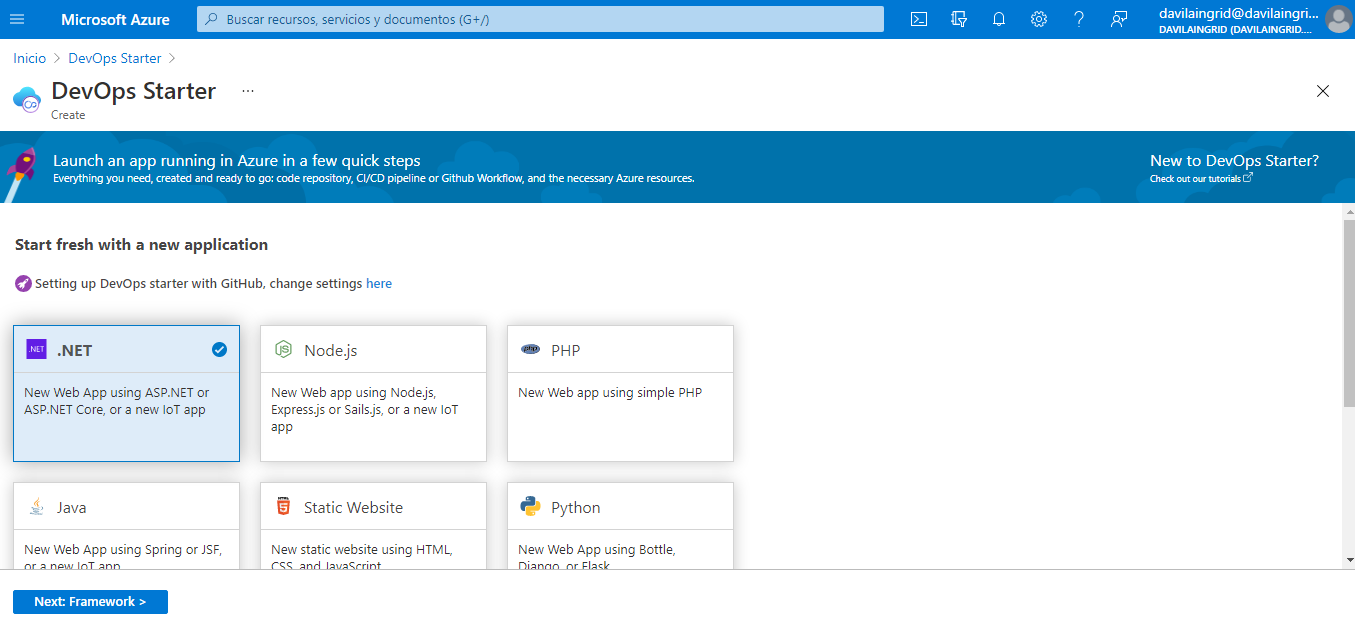 Microsoft Azure
Buscar recursos, servicios y documentos (G+/)
davilaingrid@davilaingri...
DAVILAINGRID (DAVILAINGRID....
Inicio > DevOps Starter >
DevOps Starter ...
Create
Launch an app running in Azure in a few quick steps
Everything you need, created and ready to go: code repository, CI/CD pipeline or Github Workflow, and the necessary Azure resources.
New to DevOps Starter?
Check out our tutorials
Start fresh with a new application
Setting up DevOps starter with GitHub, change settings here
.NET
.NET
New Web App using ASP.NET or
ASP.NET Core, or a new IoT app
Node.js
New Web app using Node.js,
Express.js or Sails.js, or a new IoT
app
php
PHP
New Web app using simple PHP
Java
New Web App using Spring or JSF,
or a new IoT app
Static Website
New static website using HTML,
CSS, and JavaScript
Python
New Web App using Bottle,
Django, or Flask
Next: Framework >